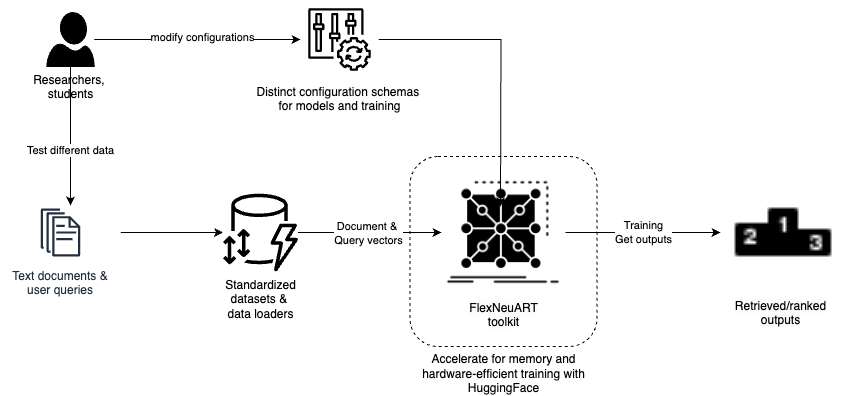 modify configurations
Researchers,
students
Distinct configuration schemas
for models and training
Test different data
Text documents &
user queries
Standardized
datasets &
data loaders
Document &
Query vectors
FlexNeuART
toolkit
Accelerate for memory and
hardware-efficient training with
HuggingFace
Training
Get outputs
1
2
3
Retrieved/ranked
outputs